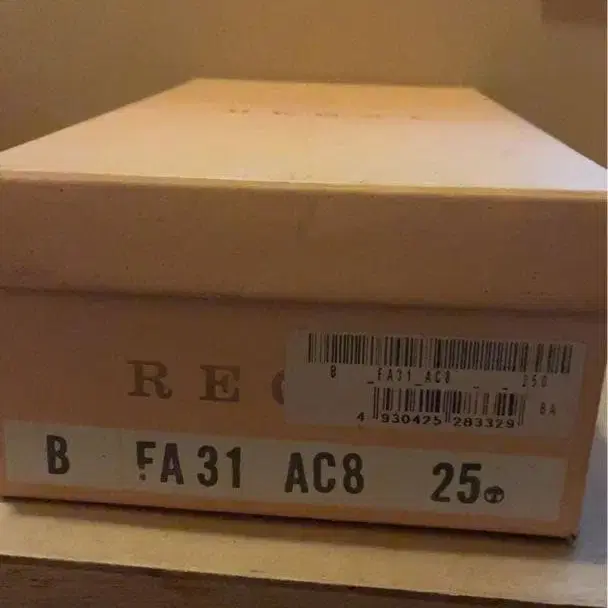 REG
B _FA31_AC8 _ _ 250
BA
4 930425 283329
B FA31 AC8 25